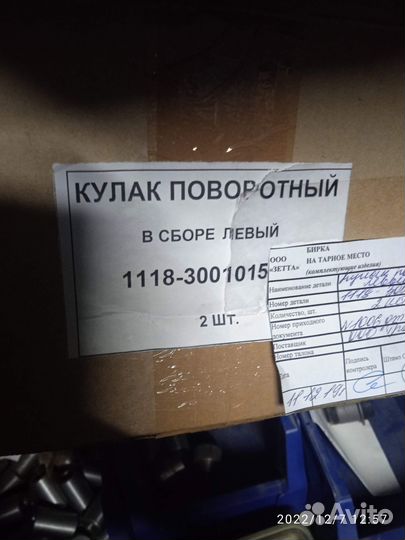 КУЛАК ПОВОРОТНЫЙ
В СБОРЕ ЛЕВЫЙ
1118-3001015
2 ШТ.
ООО
«ЗЕТТА»
БИРКА
НА ТАРНОЕ МЕСТО
(комплектующие изделия)
Наименование детали
Номер детали
Количество, шт.
Номер приходного
документа
Поставщик
Номер талона
Подпись
контролера
2022/12/7 12:57
Avito